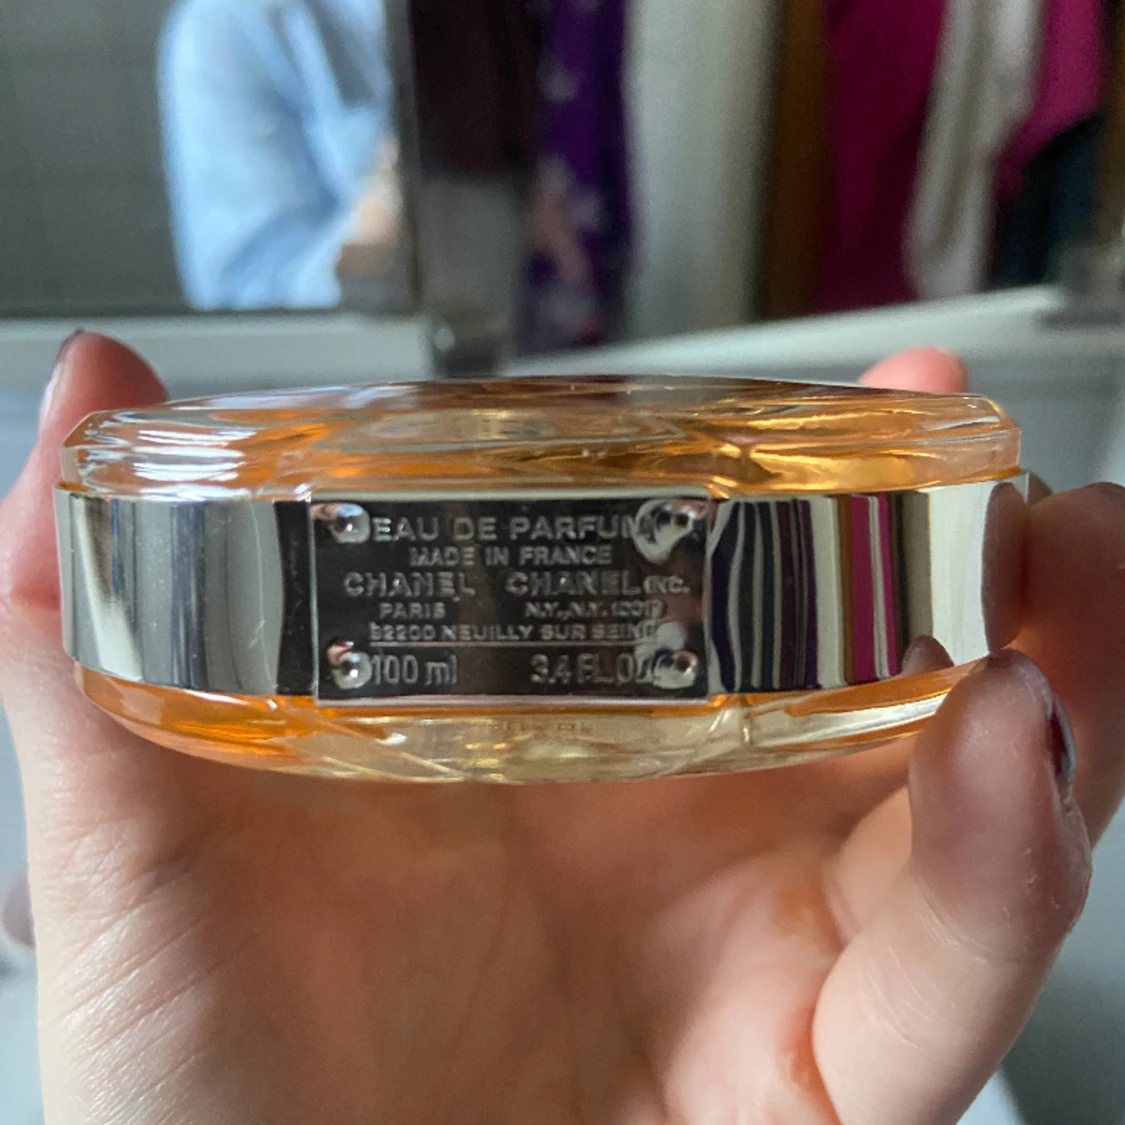 EAU DE PARFUM
MADE IN FRANCE
CHANEL CHANEL INC.
PARIS N.Y., N.Y. 10019
92200 NEUILLY SUR SEINE
100 ml 3.4 FL.OZ.